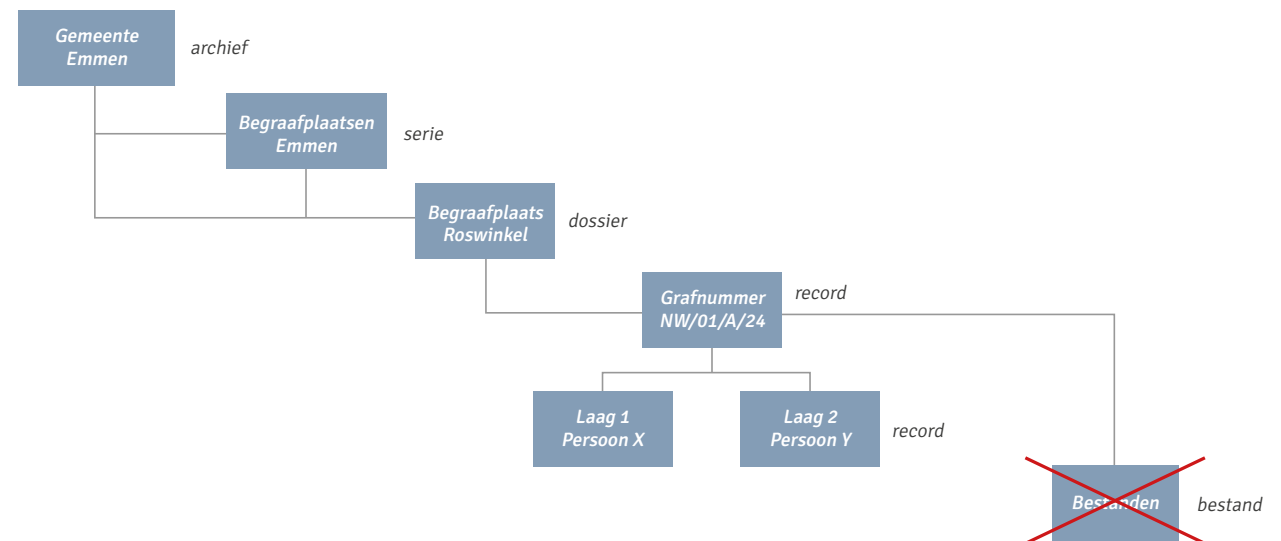 Gemeente
Emmen
archief
Begraafplaatsen
Emmen
serie
Begraafplaats
Roswinkel
dossier
Grafnummer
NW/01/A/24
record
Laag 1
Persoon X
Laag 2
Persoon Y
record
Bestanden
bestand